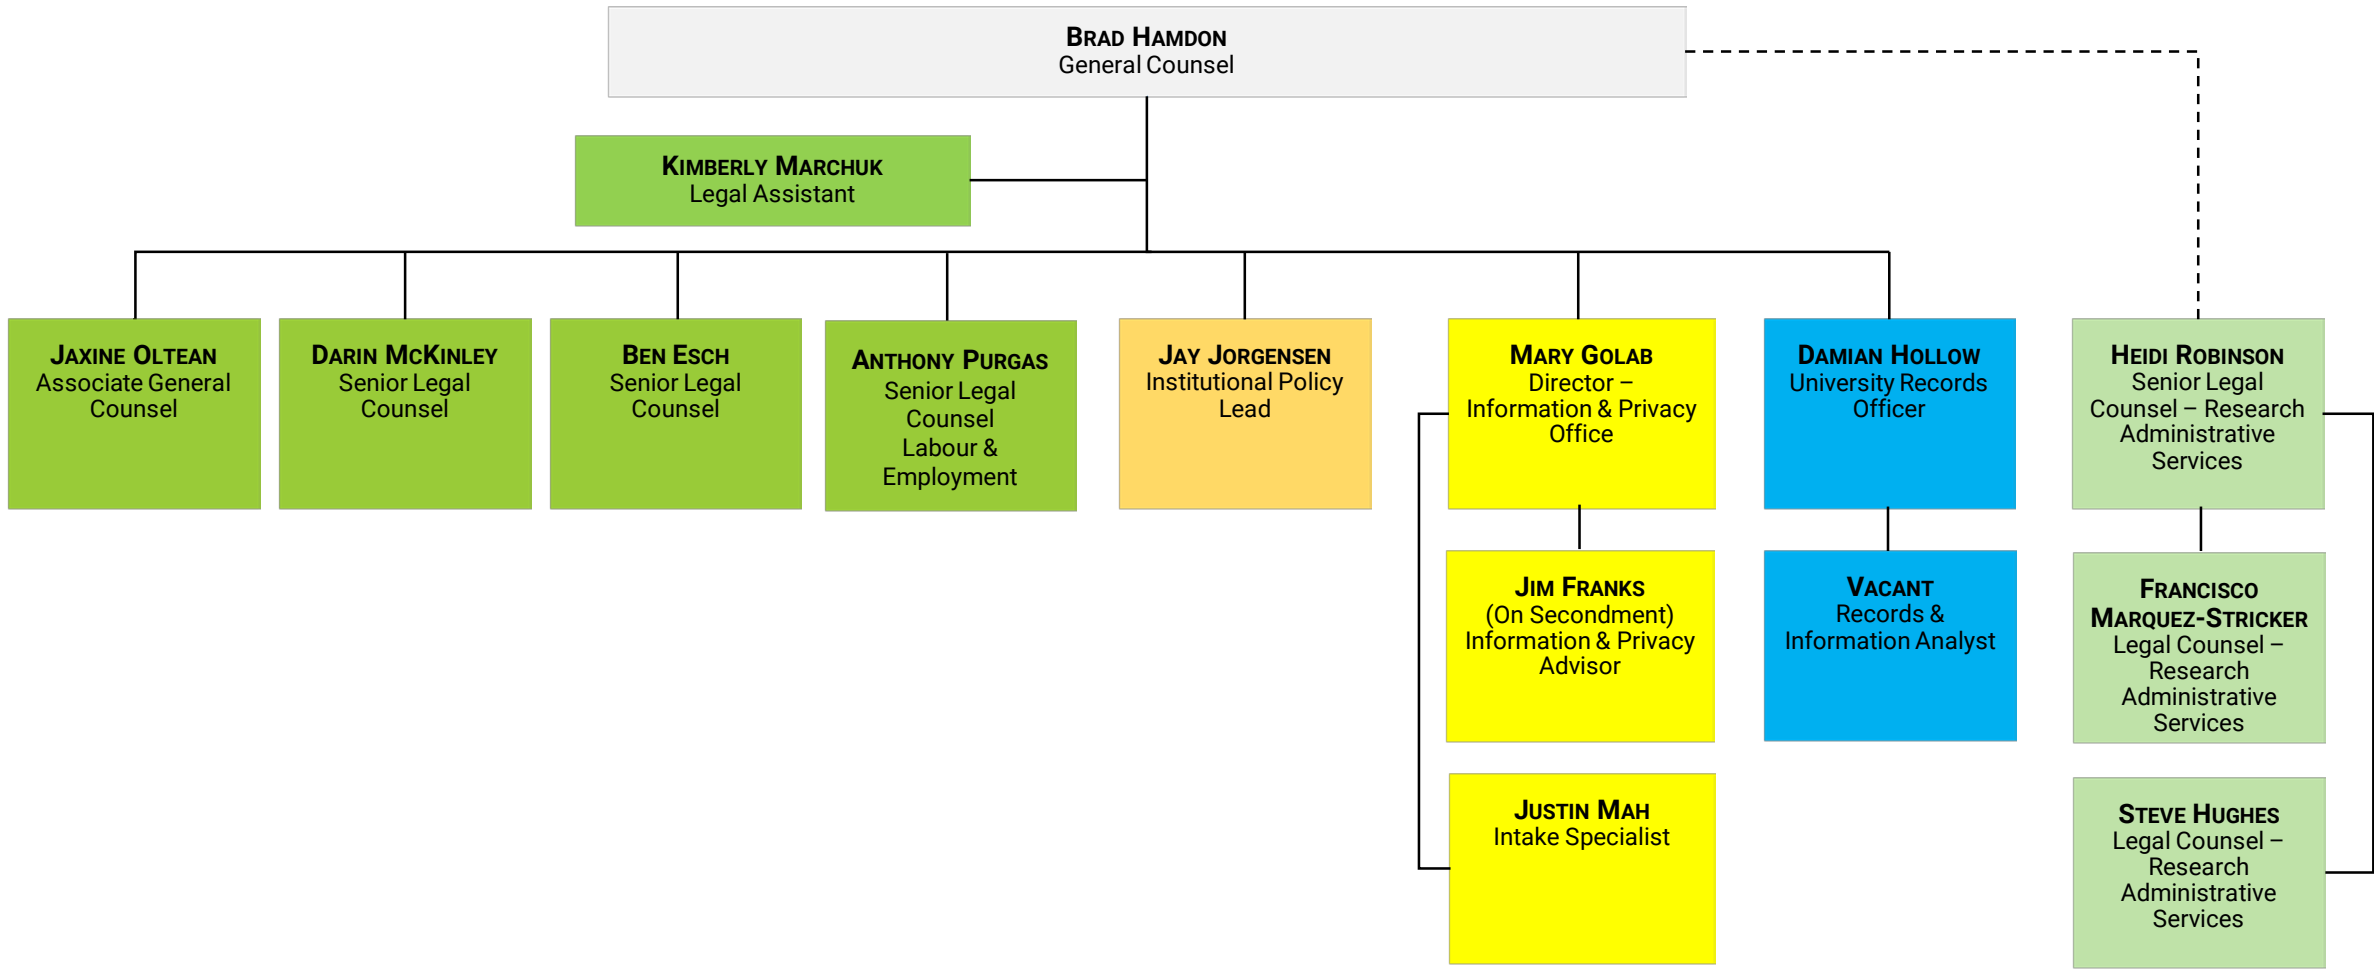 BRAD HAMDON
General Counsel
KIMBERLY MARCHUK
Legal Assistant
JAXINE OLTEAN
Associate General
Counsel
DARIN MCKINLEY
Senior Legal
Counsel
BEN ESCH
Senior Legal
Counsel
ANTHONY PURGAS
Senior Legal
Counsel
Labour &
Employment
JAY JORGENSEN
Institutional Policy
Lead
MARY GOLAB
Director –
Information & Privacy
Office
DAMIAN HOLLOW
University Records
Officer
HEIDI ROBINSON
Senior Legal
Counsel – Research
Administrative
Services
JIM FRANKS
(On Secondment)
Information & Privacy
Advisor
VACANT
Records &
Information Analyst
FRANCISCO
MARQUEZ-STRICKER
Legal Counsel –
Research
Administrative
Services
JUSTIN MAH
Intake Specialist
STEVE HUGHES
Legal Counsel –
Research
Administrative
Services